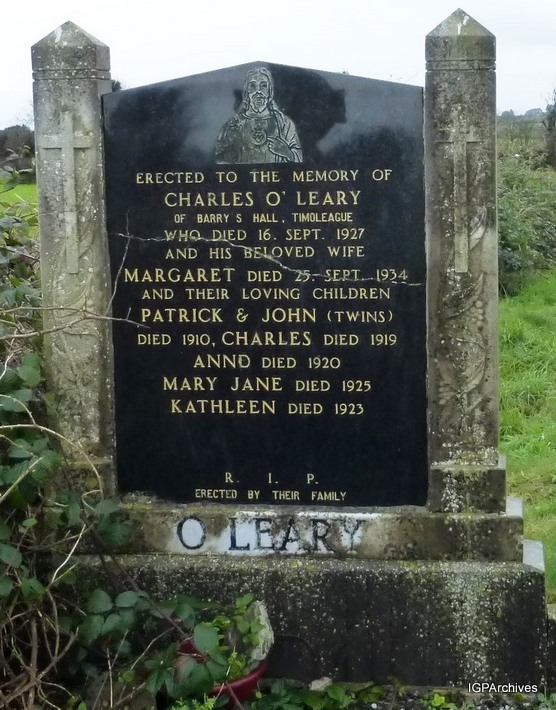 ERECTED TO THE MEMORY OF
CHARLES O' LEARY
OF BARRY S HALL, TIMOLEAGUE
WHO DIED 16. SEPT. 1927
AND HIS BELOVED WIFE
MARGARET DIED 25. SEPT. 1934
AND THEIR LOVING CHILDREN
PATRICK & JOHN (TWINS)
DIED 1910, CHARLES DIED 1919
ANNO DIED 1920
MARY JANE DIED 1925
KATHLEEN DIED 1923
R. I. P.
ERECTED BY THEIR FAMILY
O LEARY
IGPArchives